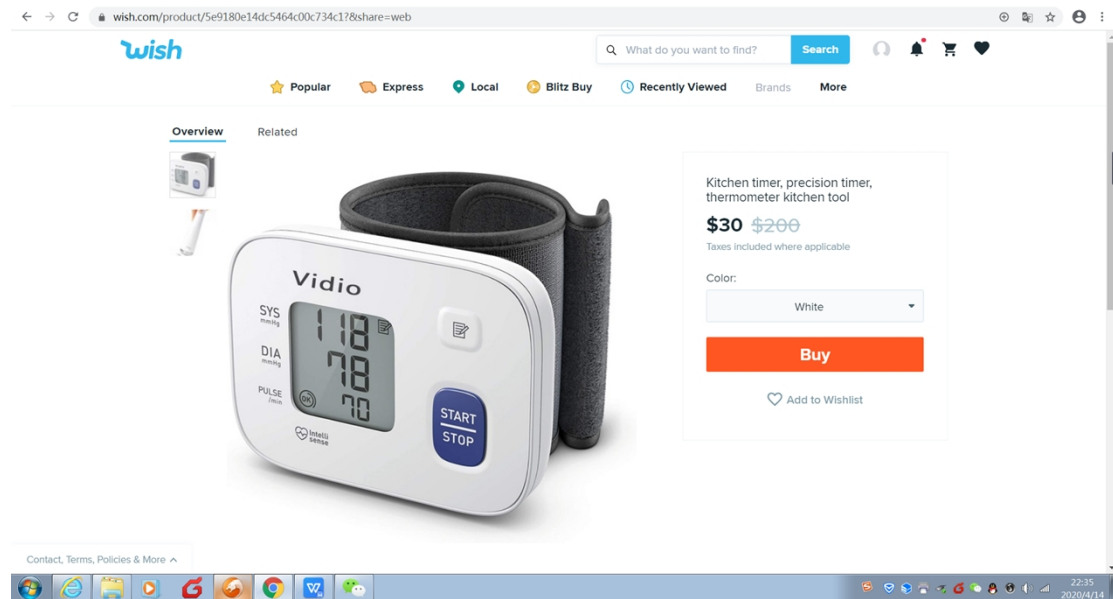 wish.com/product/5e9180e14dc5464c00c734c1?&share=web
wish
What do you want to find?
Search
Popular
Express
Local
Blitz Buy
Recently Viewed
Brands
More
Overview
Related
Kitchen timer, precision timer,
thermometer kitchen tool
$30 $200
Taxes included where applicable
Color:
White
Buy
Add to Wishlist
Vidio
SYS
mmHg
118
DIA
mmHg
78
PULSE
/min
OK
70
Intelli
sense
START
STOP
Contact, Terms, Policies & More
22:35
2020/4/14